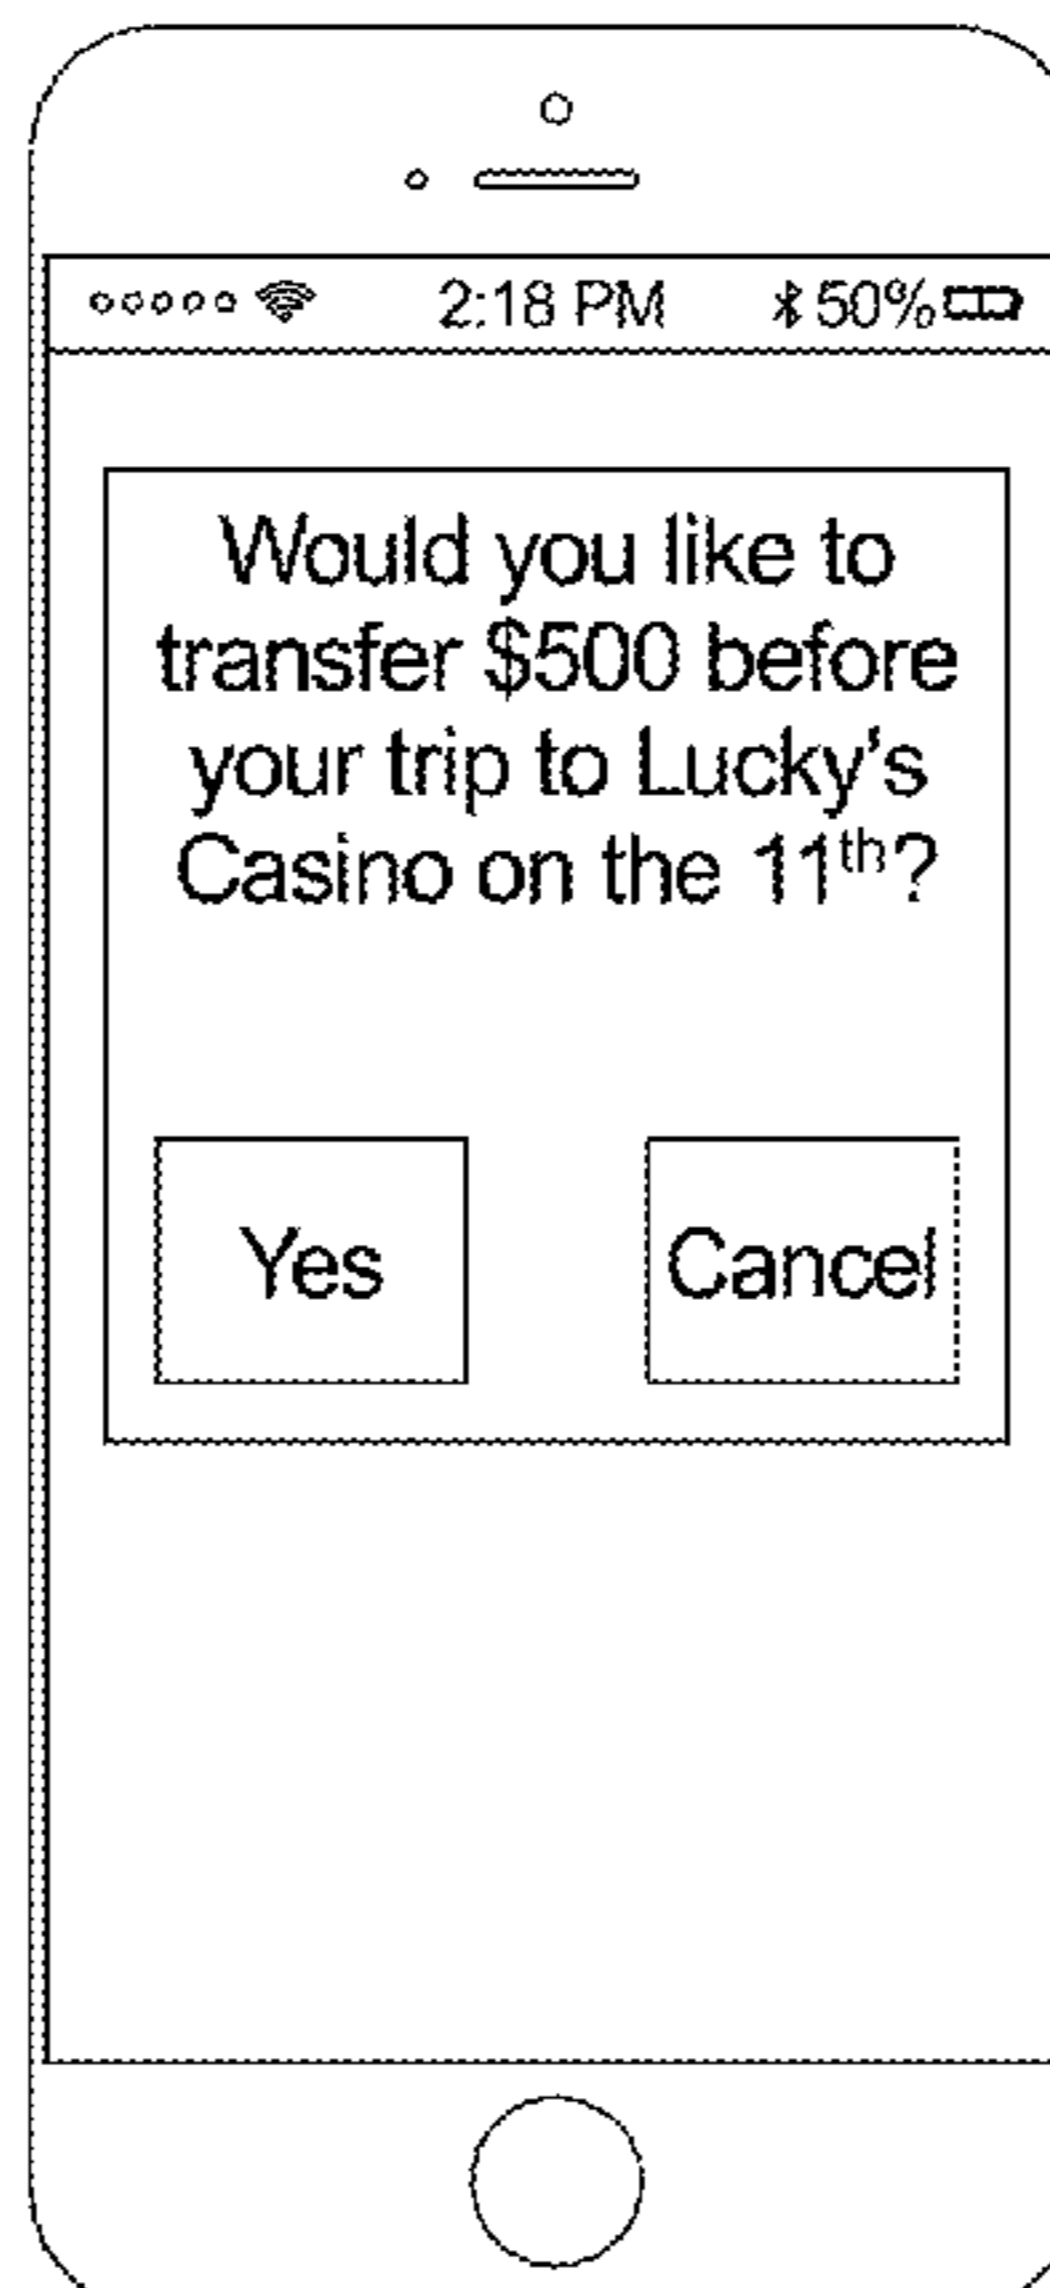 2:18 PM 50%
Would you like to
transfer $500 before
your trip to Lucky's
Casino on the 11th?
Yes Cancel